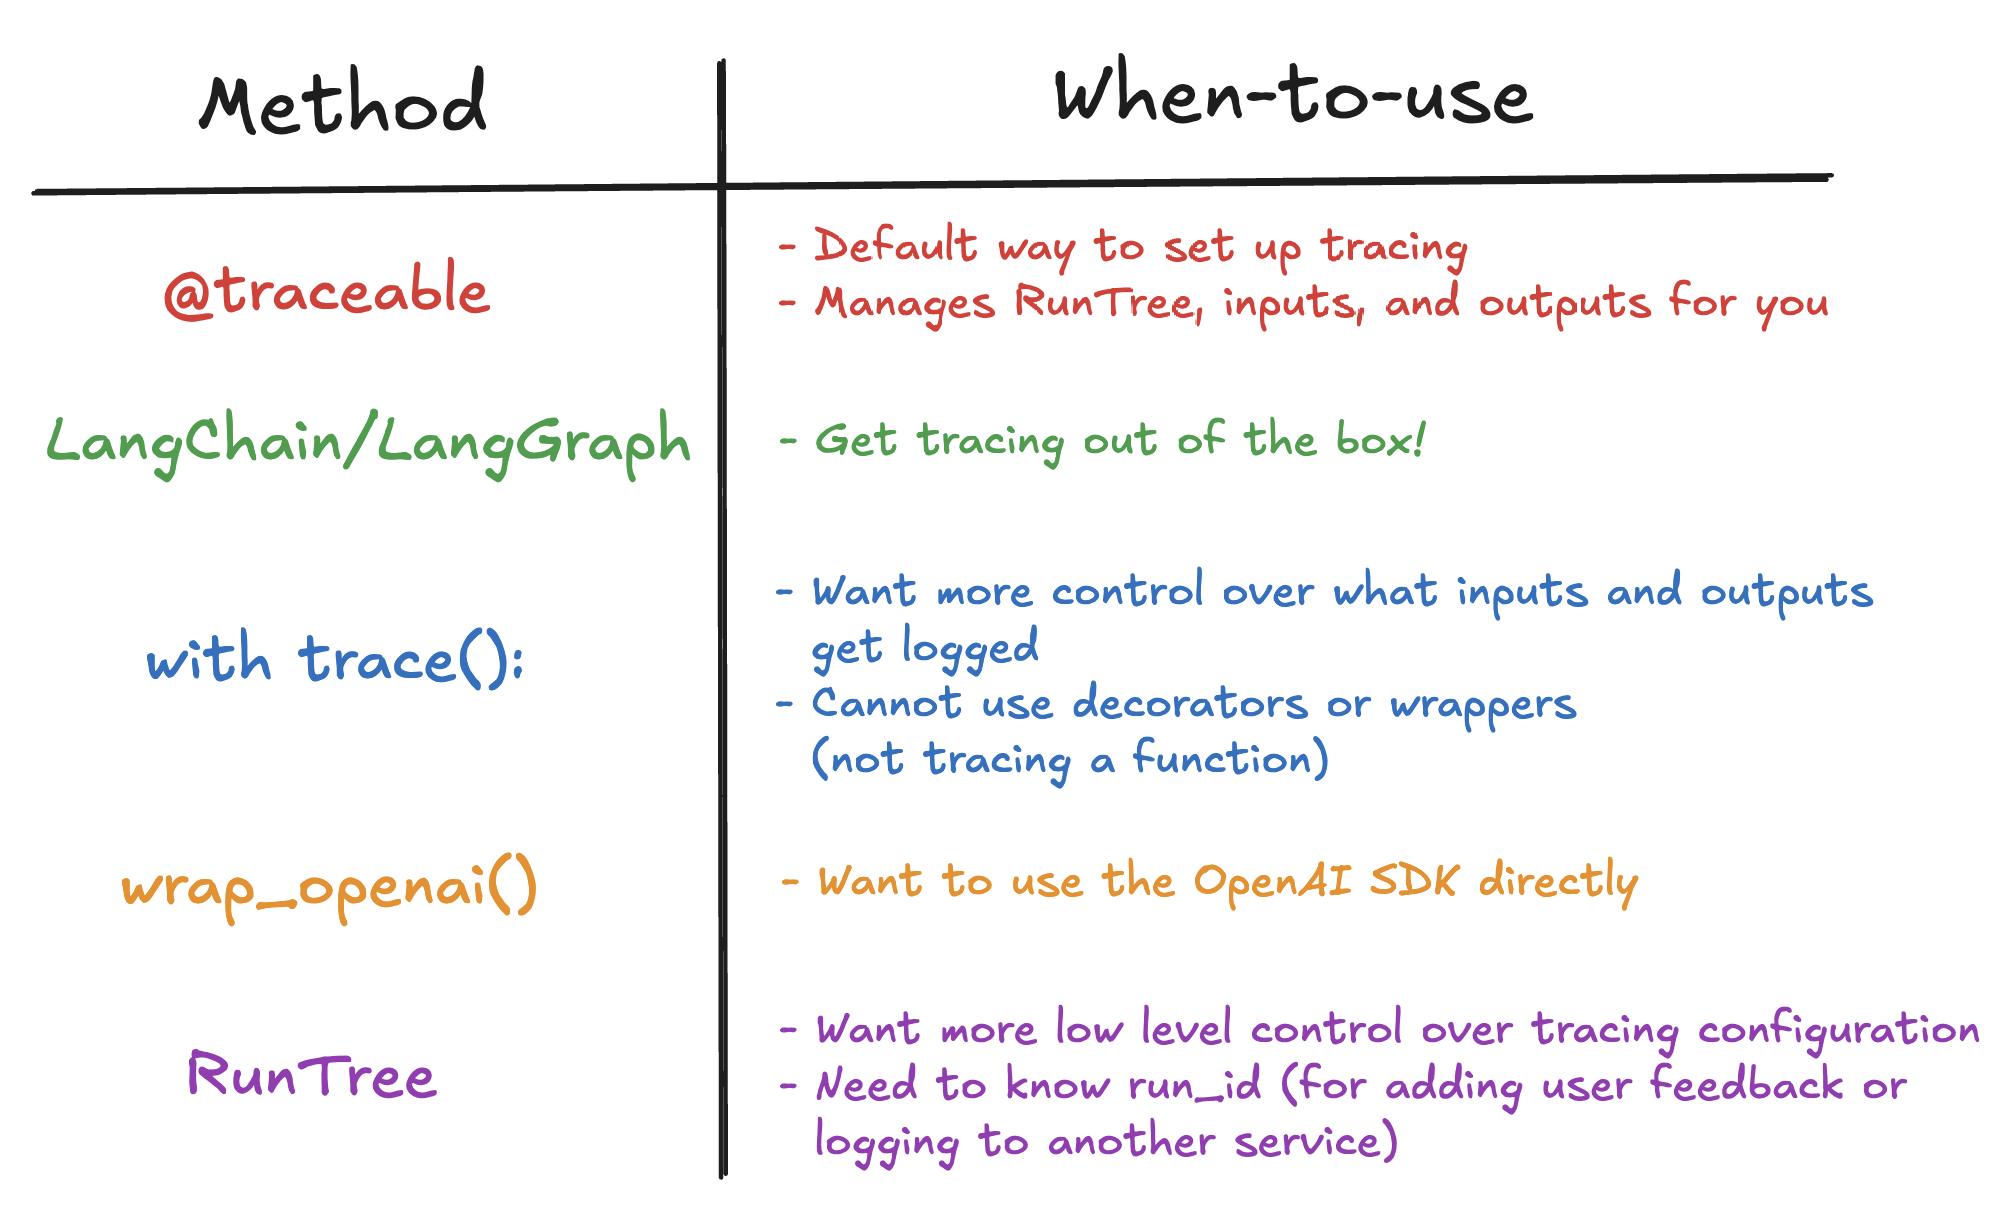 Method
When-to-use
@traceable
- Default way to set up tracing
- Manages RunTree, inputs, and outputs for you
LangChain/LangGraph
- Get tracing out of the box!
with trace():
- Want more control over what inputs and outputs
get logged
- Cannot use decorators or wrappers
(not tracing a function)
wrap_openai()
- Want to use the OpenAI SDK directly
RunTree
- Want more low level control over tracing configuration
- Need to know run_id (for adding user feedback or
logging to another service)